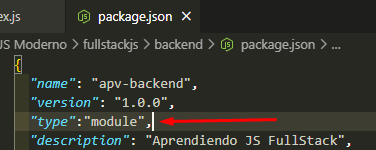 ex.js
package.json
JS Moderno > fullstackjs > backend > package.json > ...
{
"name": "apv-backend",
"version": "1.0.0",
"type":"module",
"description": "Aprendiendo JS FullStack",